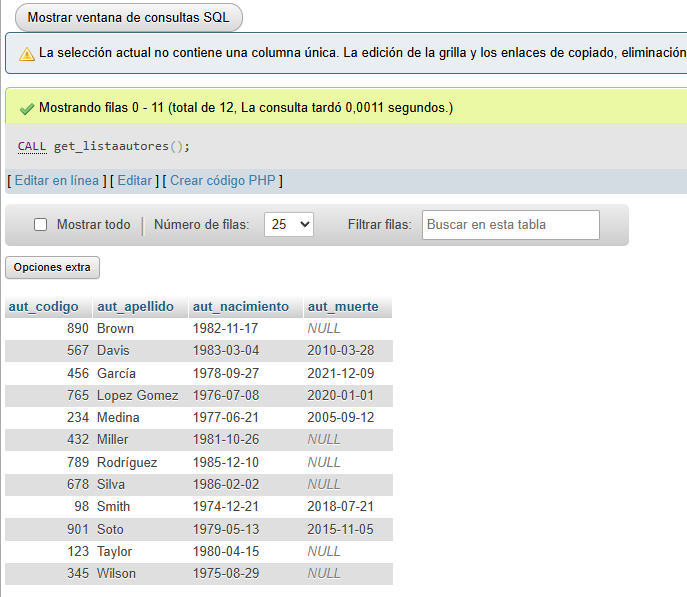 Mostrar ventana de consultas SQL
La selección actual no contiene una columna única. La edición de la grilla y los enlaces de copiado, eliminación
Mostrando filas 0 - 11 (total de 12, La consulta tardó 0,0011 segundos.)
CALL get_listaautores();
[ Editar en línea ] [ Editar ] [ Crear código PHP ]
Mostrar todo | Número de filas: 25 Filtrar filas: Buscar en esta tabla
Opciones extra
aut_codigo aut_apellido aut_nacimiento aut_muerte
890 Brown 1982-11-17 NULL
567 Davis 1983-03-04 2010-03-28
456 García 1978-09-27 2021-12-09
765 Lopez Gomez 1976-07-08 2020-01-01
234 Medina 1977-06-21 2005-09-12
432 Miller 1981-10-26 NULL
789 Rodríguez 1985-12-10 NULL
678 Silva 1986-02-02 NULL
98 Smith 1974-12-21 2018-07-21
901 Soto 1979-05-13 2015-11-05
123 Taylor 1980-04-15 NULL
345 Wilson 1975-08-29 NULL